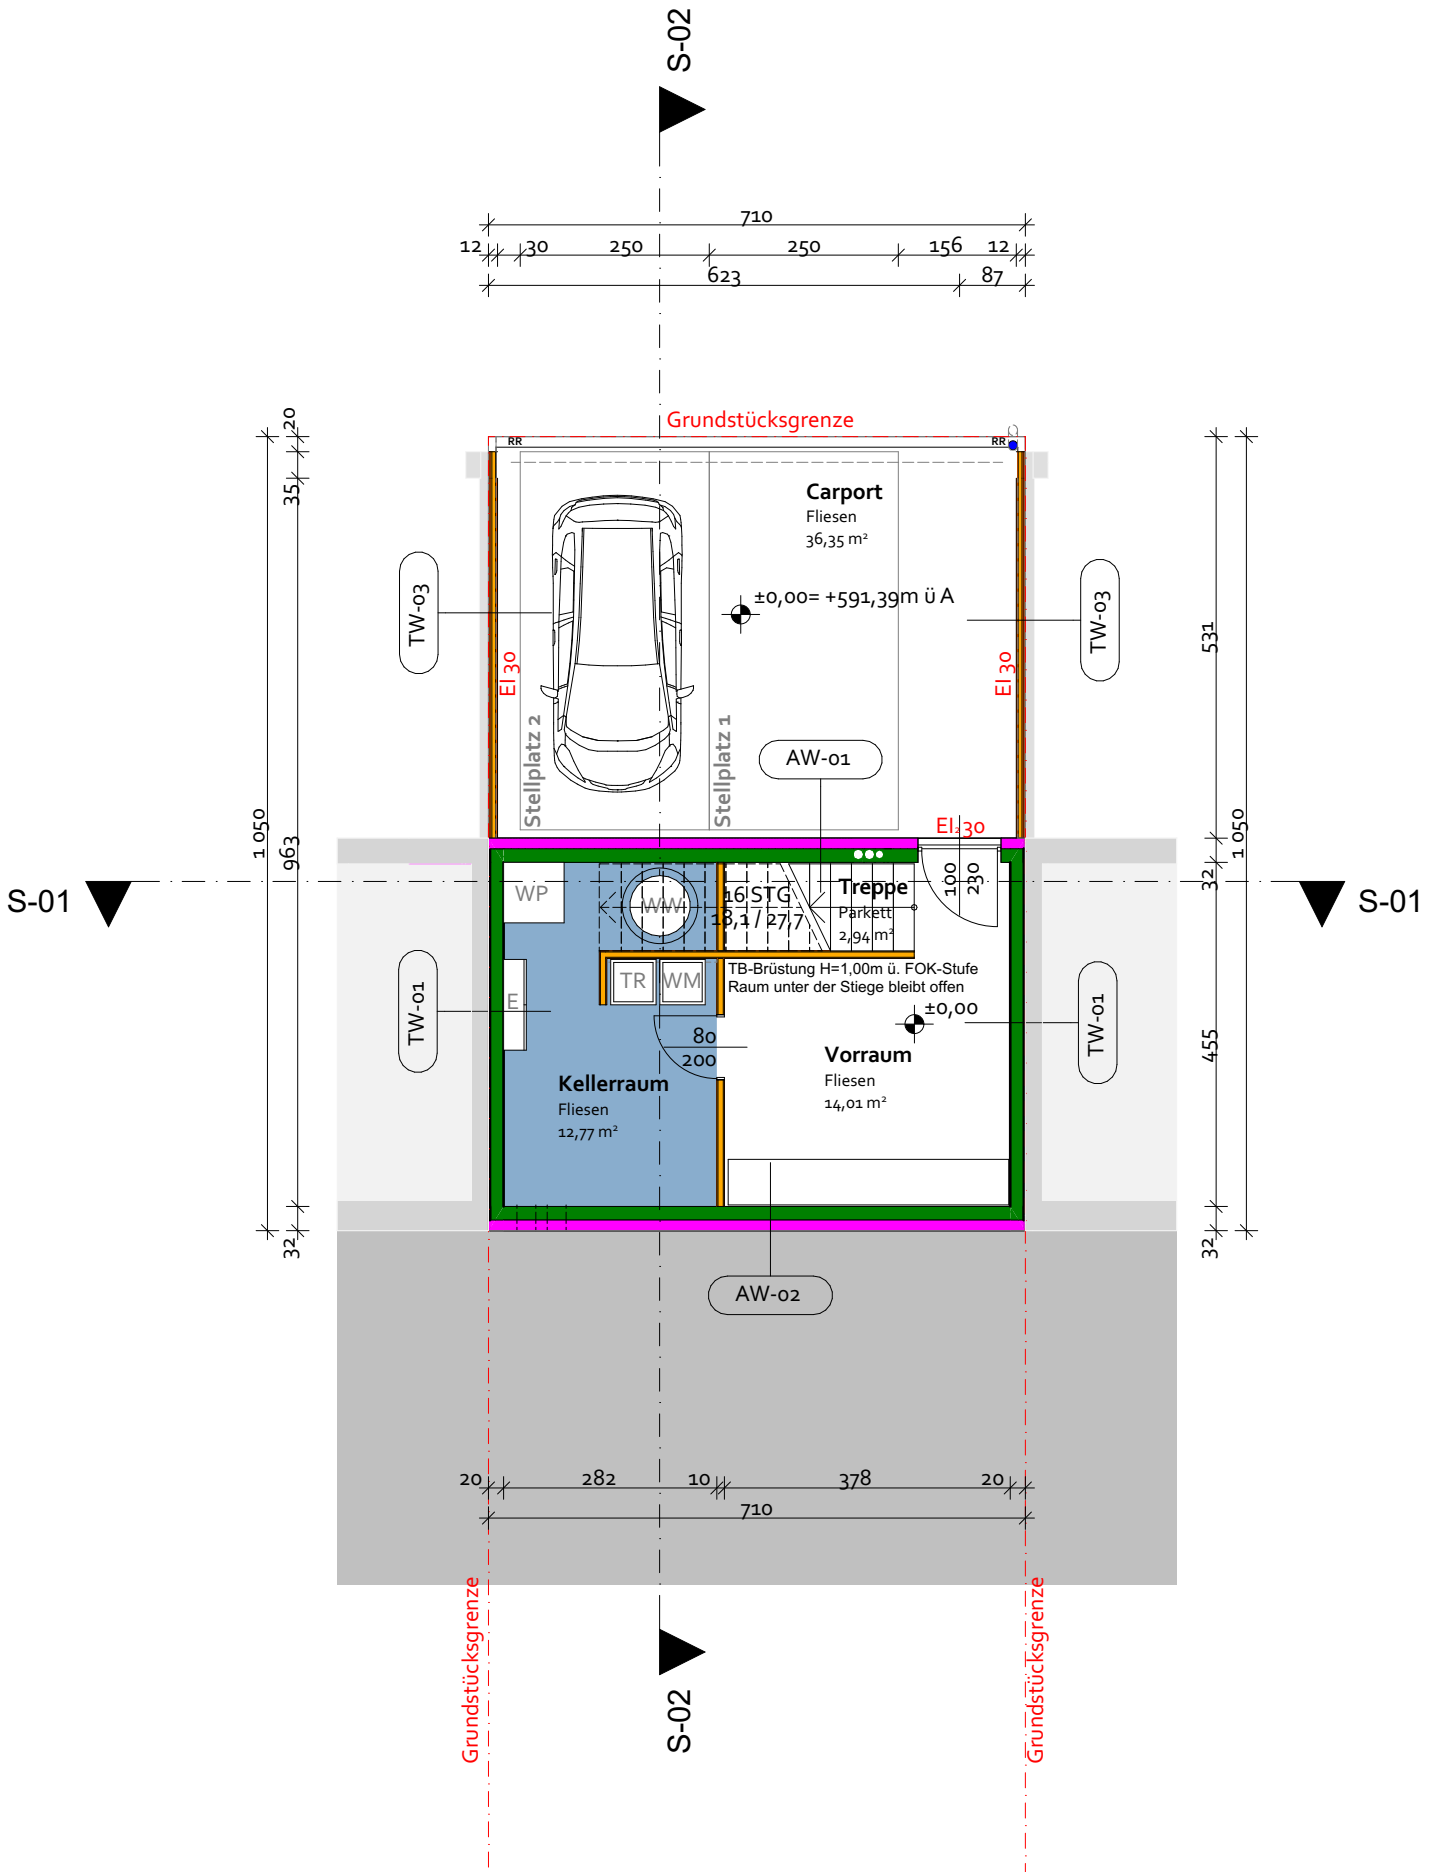 S-02
710
12
30
250
250
156
12
623
87
Grundstücksgrenze
RR
RR
20
35
1 050
963
32
Carport
Fliesen
36,35 m²
±0,00= +591,39m ü A
TW-03
TW-03
EI 30
EI 30
Stellplatz 2
Stellplatz 1
531
32
1 050
455
32
AW-01
EI₂30
100
230
S-01
S-01
WP
WW
16 STG
18,1 / 27,7
Treppe
Parkett
2,94 m²
TB-Brüstung H=1,00m ü. FOK-Stufe
Raum unter der Stiege bleibt offen
TR
WM
E
±0,00
TW-01
TW-01
80
200
Vorraum
Fliesen
14,01 m²
Kellerraum
Fliesen
12,77 m²
AW-02
20
282
10
378
20
710
Grundstücksgrenze
Grundstücksgrenze
S-02